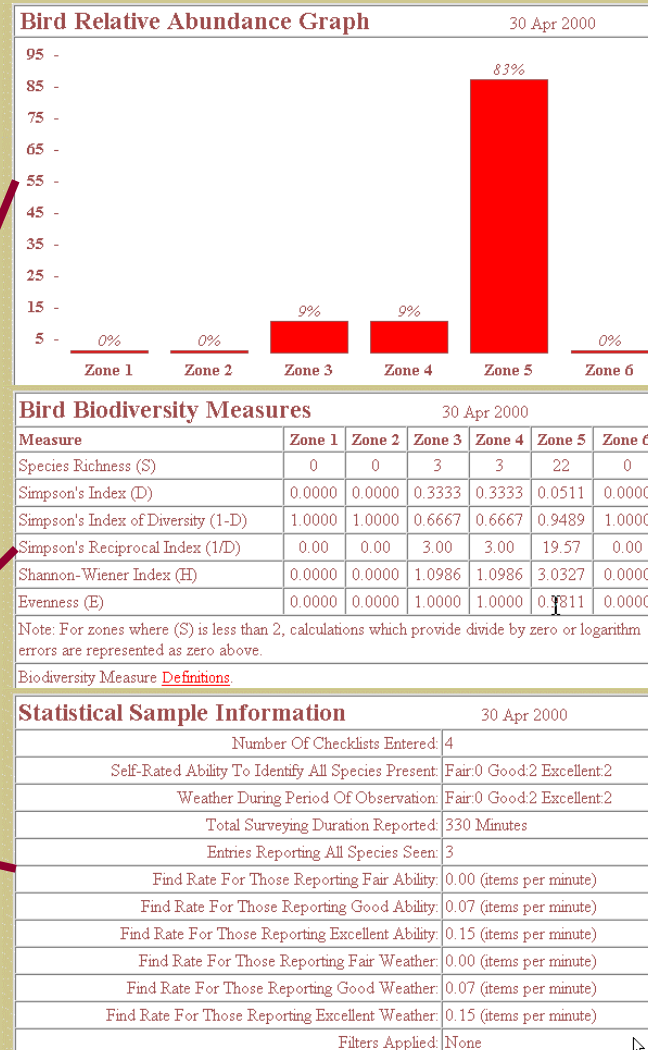 Bird Relative Abundance Graph 30 Apr 2000
95 -
83%
85 -
75 -
65 -
55 -
45 -
35 -
25 -
15 -
9% 9%
5 -
0% 0% 0%
Zone 1 Zone 2 Zone 3 Zone 4 Zone 5 Zone 6
Bird Biodiversity Measures 30 Apr 2000
Measure Zone 1 Zone 2 Zone 3 Zone 4 Zone 5 Zone 6
Species Richness (S) 0 0 3 3 22 0
Simpson's Index (D) 0.0000 0.0000 0.3333 0.3333 0.0511 0.0000
Simpson's Index of Diversity (1-D) 1.0000 1.0000 0.6667 0.6667 0.9489 1.0000
Simpson's Reciprocal Index (1/D) 0.00 0.00 3.00 3.00 19.57 0.00
Shannon-Wiener Index (H) 0.0000 0.0000 1.0986 1.0986 3.0327 0.0000
Evenness (E) 0.0000 0.0000 1.0000 1.0000 0.9811 0.0000
Note: For zones where (S) is less than 2, calculations which provide divide by zero or logarithm
errors are represented as zero above.
Biodiversity Measure Definitions.
Statistical Sample Information 30 Apr 2000
Number Of Checklists Entered: 4
Self-Rated Ability To Identify All Species Present: Fair:0 Good:2 Excellent:2
Weather During Period Of Observation: Fair:0 Good:2 Excellent:2
Total Surveying Duration Reported: 330 Minutes
Entries Reporting All Species Seen: 3
Find Rate For Those Reporting Fair Ability: 0.00 (items per minute)
Find Rate For Those Reporting Good Ability: 0.07 (items per minute)
Find Rate For Those Reporting Excellent Ability: 0.15 (items per minute)
Find Rate For Those Reporting Fair Weather: 0.00 (items per minute)
Find Rate For Those Reporting Good Weather: 0.07 (items per minute)
Find Rate For Those Reporting Excellent Weather: 0.15 (items per minute)
Filters Applied: None